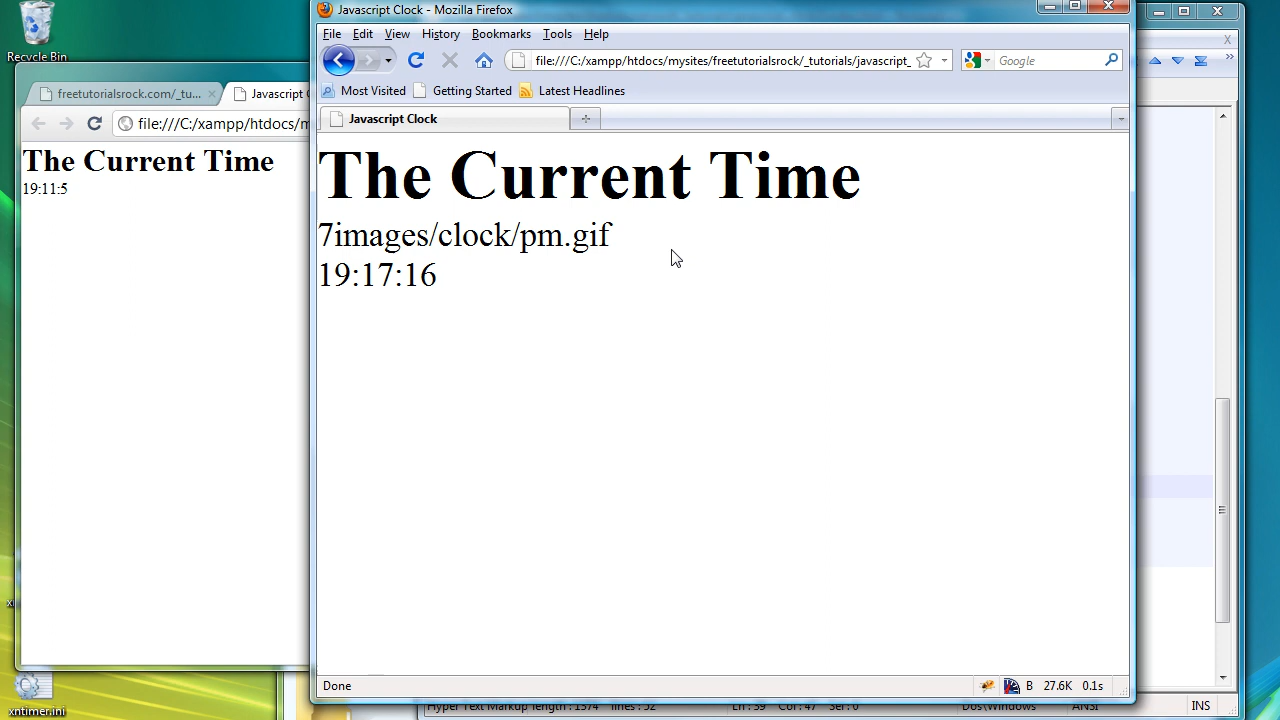 Recycle Bin
freetutorialsrock.com/_tu...
Javascript
file:///C:/xampp/htdocs/
The Current Time
19:11:5
xntimer.ini
Javascript Clock - Mozilla Firefox
File Edit View History Bookmarks Tools Help
file:///C:/xampp/htdocs/mysites/freetutorialsrock/_tutorials/javascript_
Google
Most Visited Getting Started Latest Headlines
Javascript Clock
The Current Time
7images/clock/pm.gif
19:17:16
Done
B 27.6K 0.1s
INS